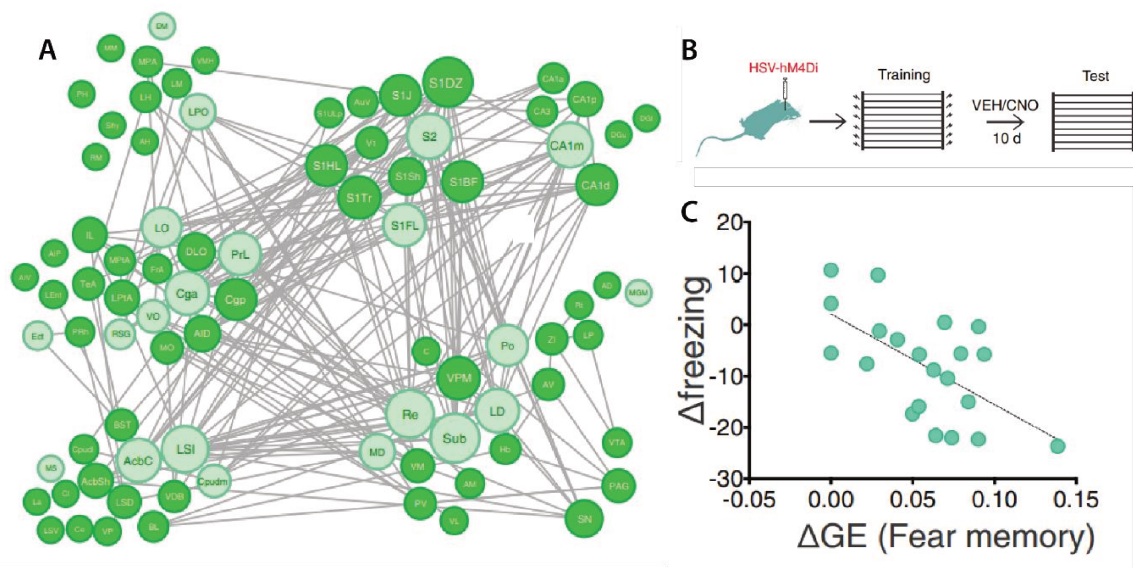 A
DM
MM
MPA
VMH
PH
LM
LH
LPO
AH
RM
S1ULp
AuV
S1J
S1DZ
V1
S2
S1HL
S1Sh
S1BF
S1Tr
S1FL
CA1p
CA3
CA1m
CA1d
LO
IL
DLO
PrL
MPtA
FrA
AIP
AIV
TeA
LEnt
LPtA
Cga
Cgp
VO
Ect
PRh
RSG
MO
AID
AD
MGM
Rt
ZI
LP
Po
VPM
AV
Re
LD
Sub
MD
Hb
VTA
VM
AM
PAG
PV
VL
SN
BST
CpuCl
AcbC
LSI
MS
AcbSh
Cpudm
LSD
VDB
La
LSV
Ce
VP
BL
B
HSV-hM4Di
Training
VEH/CNO
10 d
Test
C
20
10
0
-10
-20
-30
Δfreezing
-0.05
0.00
0.05
0.10
0.15
ΔGE (Fear memory)